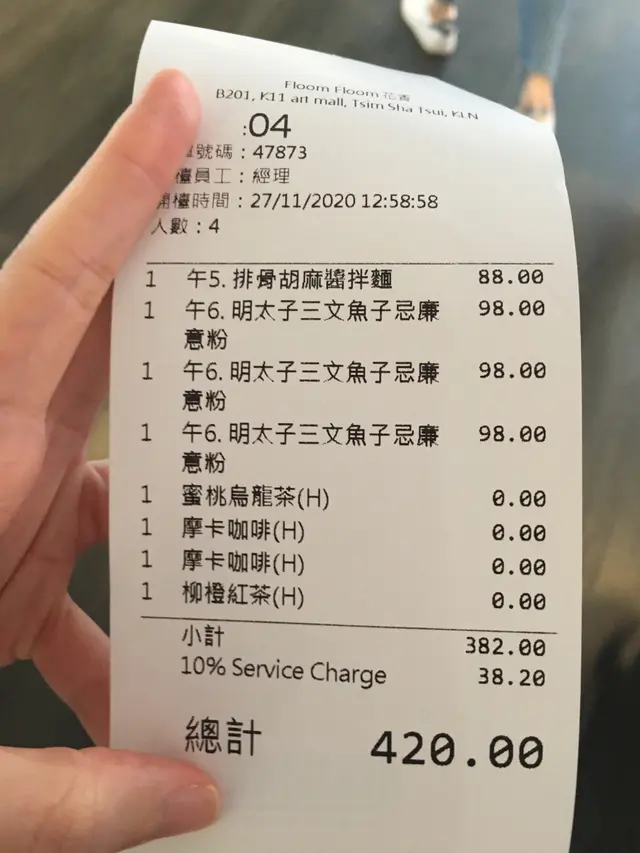 Floom Floom 花香
B201, K11 art mall, Tsim Sha Tsui, KLN
:04
單號碼：47873
檯員工：經理
開檯時間：27/11/2020 12:58:58
人數：4
1 午5. 排骨胡麻醬拌麵 88.00
1 午6. 明太子三文魚子忌廉 98.00
意粉
1 午6. 明太子三文魚子忌廉 98.00
意粉
1 午6. 明太子三文魚子忌廉 98.00
意粉
1 蜜桃烏龍茶(H) 0.00
1 摩卡咖啡(H) 0.00
1 摩卡咖啡(H) 0.00
1 柳橙紅茶(H) 0.00
小計 382.00
10% Service Charge 38.20
總計 420.00